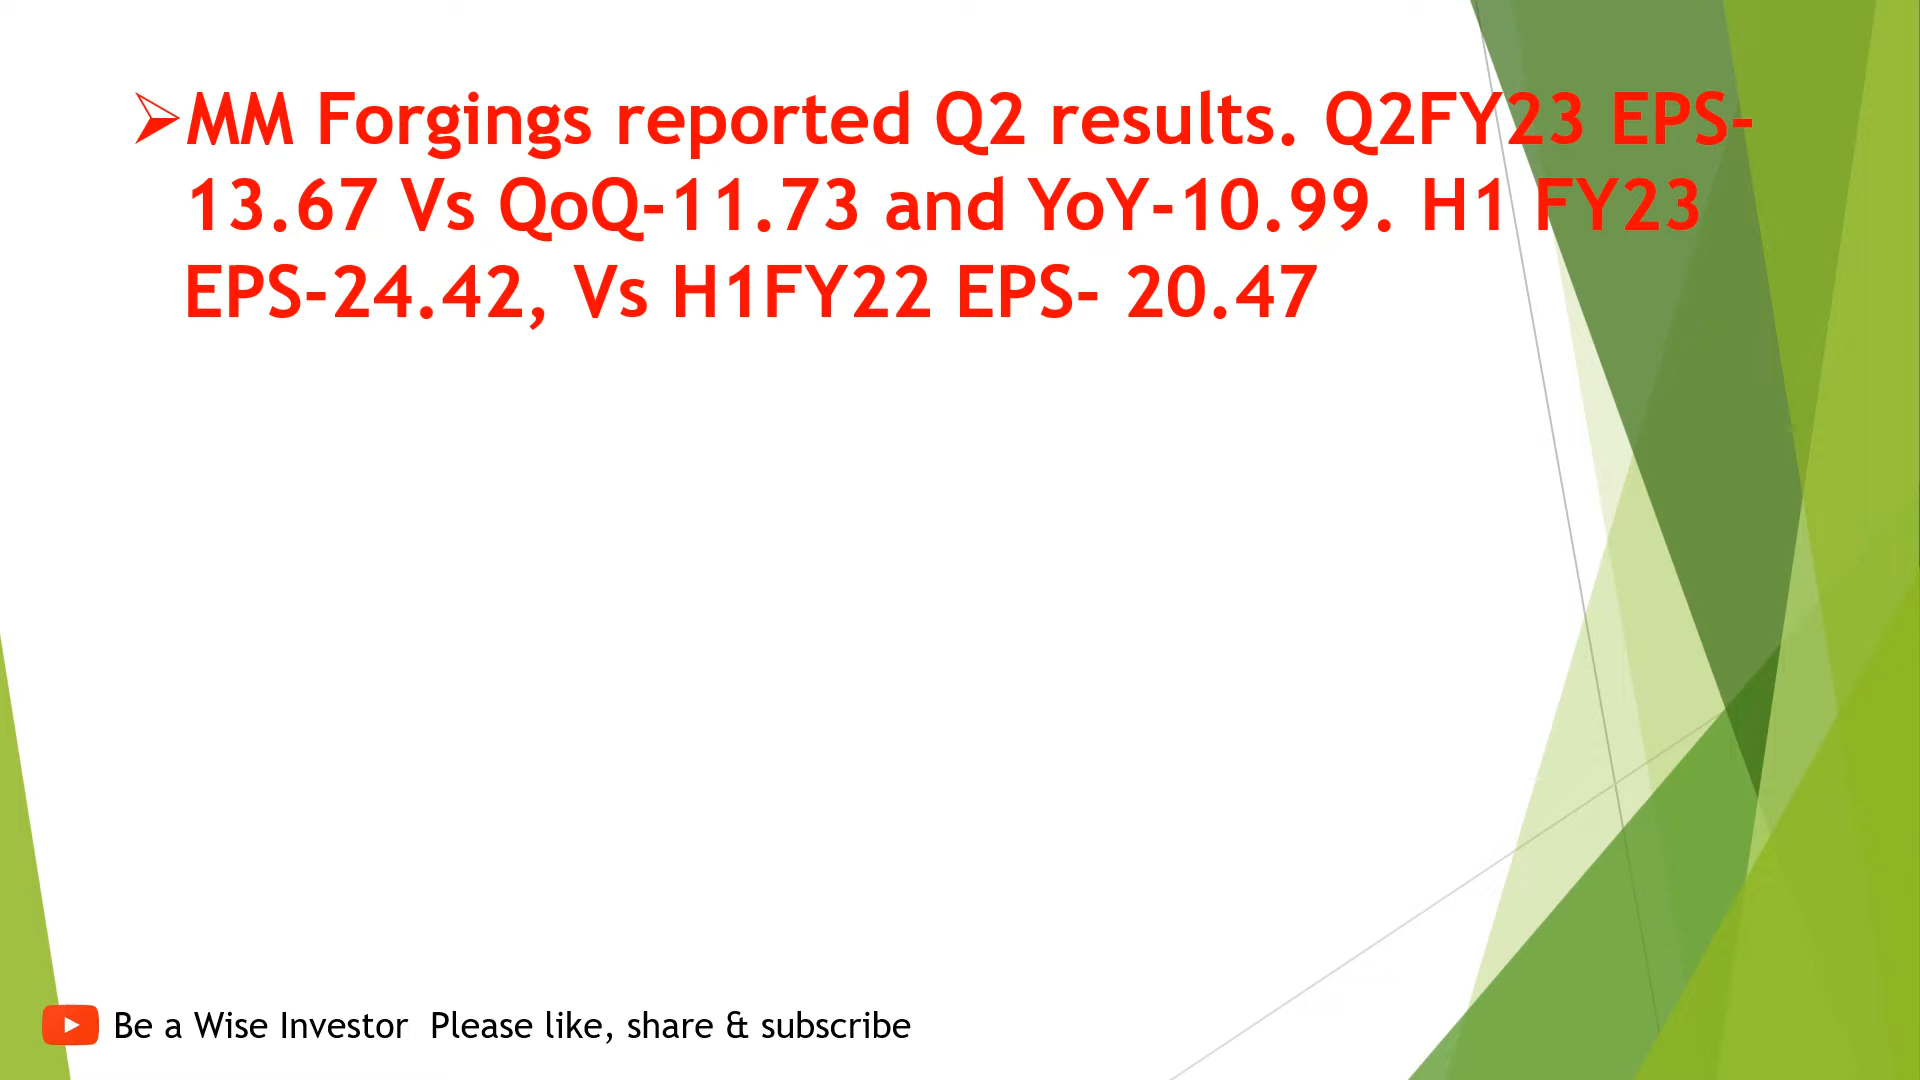 ➢MM Forgings reported Q2 results. Q2FY23 EPS-
13.67 Vs QoQ-11.73 and YoY-10.99. H1 FY23
EPS-24.42, Vs H1FY22 EPS- 20.47
Be a Wise Investor Please like, share & subscribe